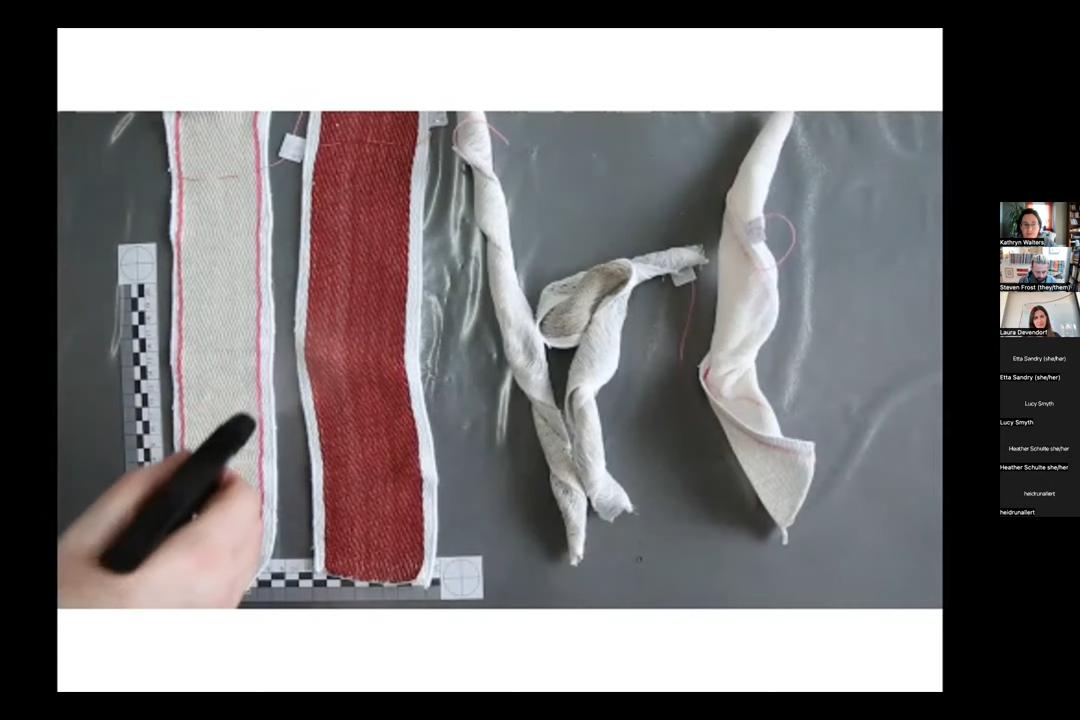 Kathryn Walters
Steven Frost (they/them)
Laura Devendorf
Etta Sandry (she/her)
Etta Sandry (she/her)
Lucy Smyth
Lucy Smyth
Heather Schulte she/her
Heather Schulte she/her
heidrunallert
heidrunallert